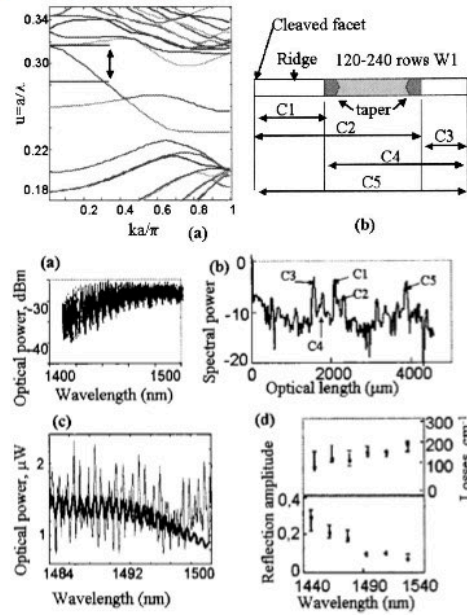 0.34
0.30
0.22
0.18
u=a/λ
0.2 0.4 0.6 0.8 1
ka/π
(a)
Cleaved facet
Ridge
120-240 rows W1
C1
taper
C2
C3
C4
C5
(b)
(a)
Optical power, dBm
-30
-40
1400
1500
Wavelength (nm)
(b)
Spectral power
0
-10
-20
C3
C1
C2
C5
C4
0
2000
4000
Optical length (μm)
(c)
Optical power, μW
2
1
1484
1492
1500
Wavelength (nm)
(d)
Reflection amplitude
0.4
0.2
0
Losses, cm⁻¹
200
100
0
1440
1490
1540
Wavelength (nm)